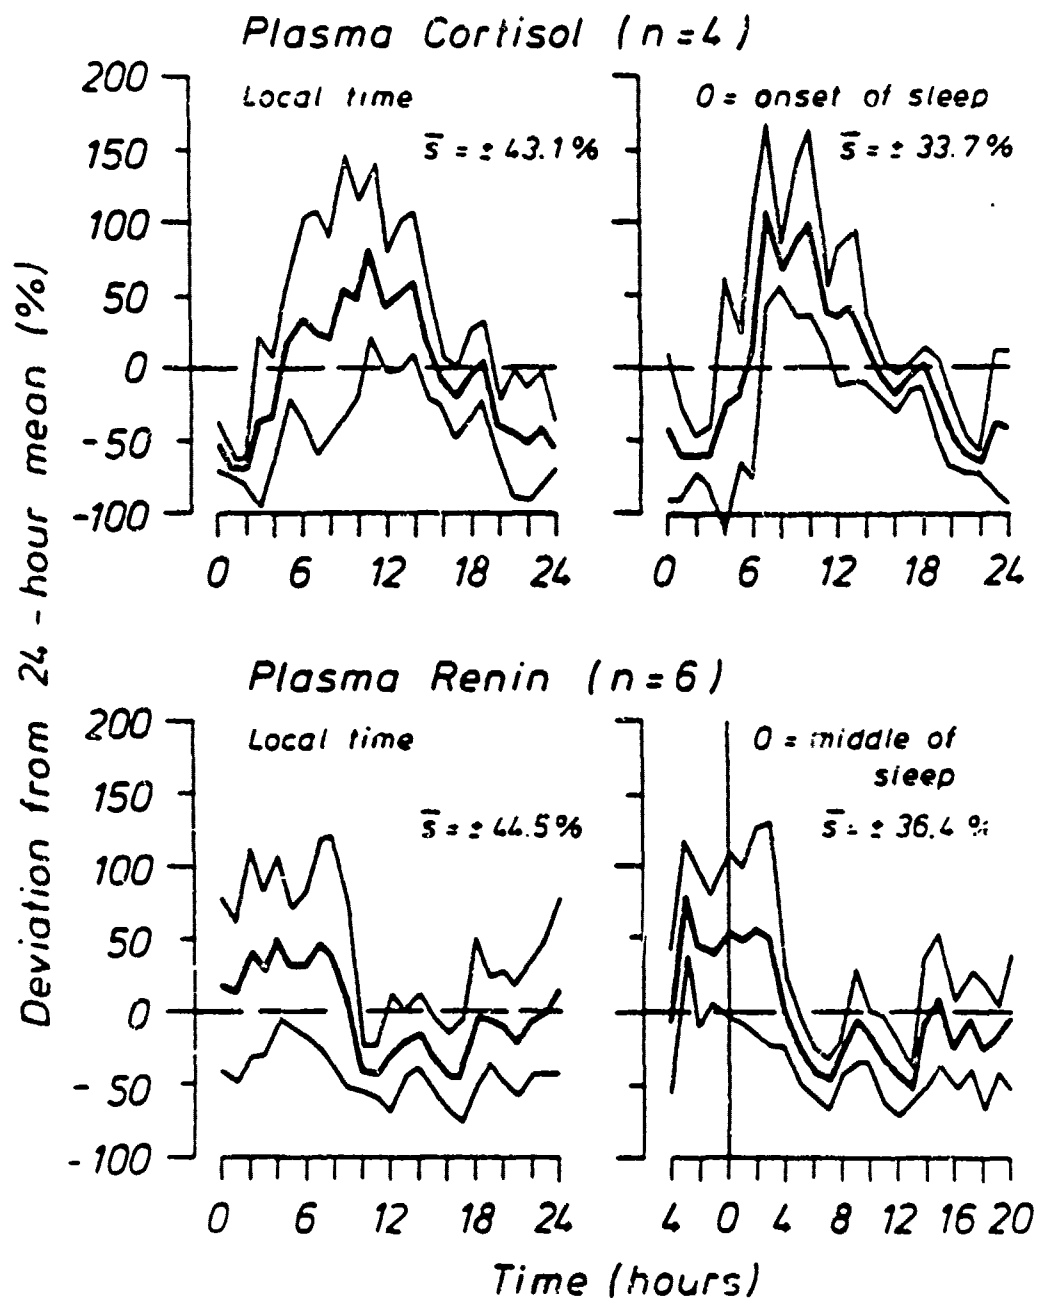 Plasma Cortisol (n=4)
200
150
100
50
0
-50
-100
Local time
s̄ = ± 43.1%
0 6 12 18 24
0 = onset of sleep
s̄ = ± 33.7%
0 6 12 18 24
Deviation from 24-hour mean (%)
Plasma Renin (n=6)
200
150
100
50
0
-50
-100
Local time
s̄ = ± 44.5%
0 6 12 18 24
0 = middle of
sleep
s̄ = ± 36.4 %
4 0 4 8 12 16 20
Time (hours)